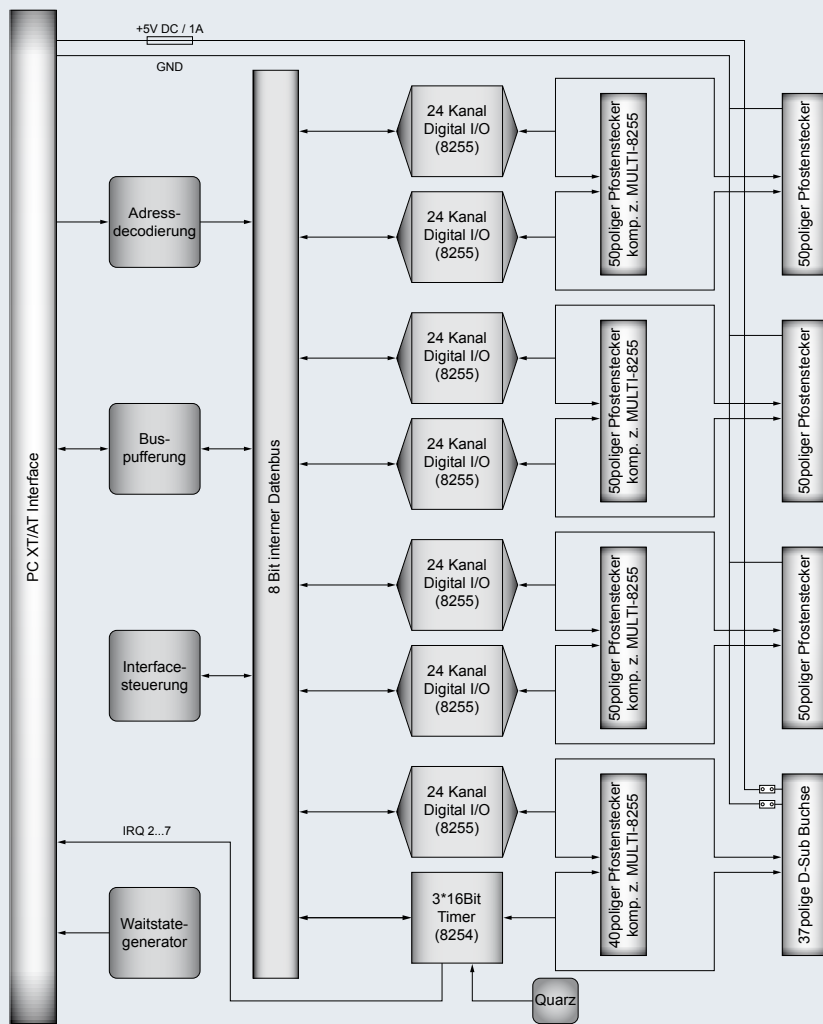 +5V DC / 1A
GND
PC XT/AT Interface
Adress-
decodierung
Bus-
pufferung
Interface-
steuerung
IRQ 2...7
Waitstate-
generator
8 Bit interner Datenbus
24 Kanal
Digital I/O
(8255)
24 Kanal
Digital I/O
(8255)
24 Kanal
Digital I/O
(8255)
24 Kanal
Digital I/O
(8255)
24 Kanal
Digital I/O
(8255)
24 Kanal
Digital I/O
(8255)
24 Kanal
Digital I/O
(8255)
3*16Bit
Timer
(8254)
Quarz
50poliger Pfostenstecker
komp. z. MULTI-8255
50poliger Pfostenstecker
komp. z. MULTI-8255
50poliger Pfostenstecker
komp. z. MULTI-8255
40poliger Pfostenstecker
komp. z. MULTI-8255
50poliger Pfostenstecker
50poliger Pfostenstecker
50poliger Pfostenstecker
37polige D-Sub Buchse